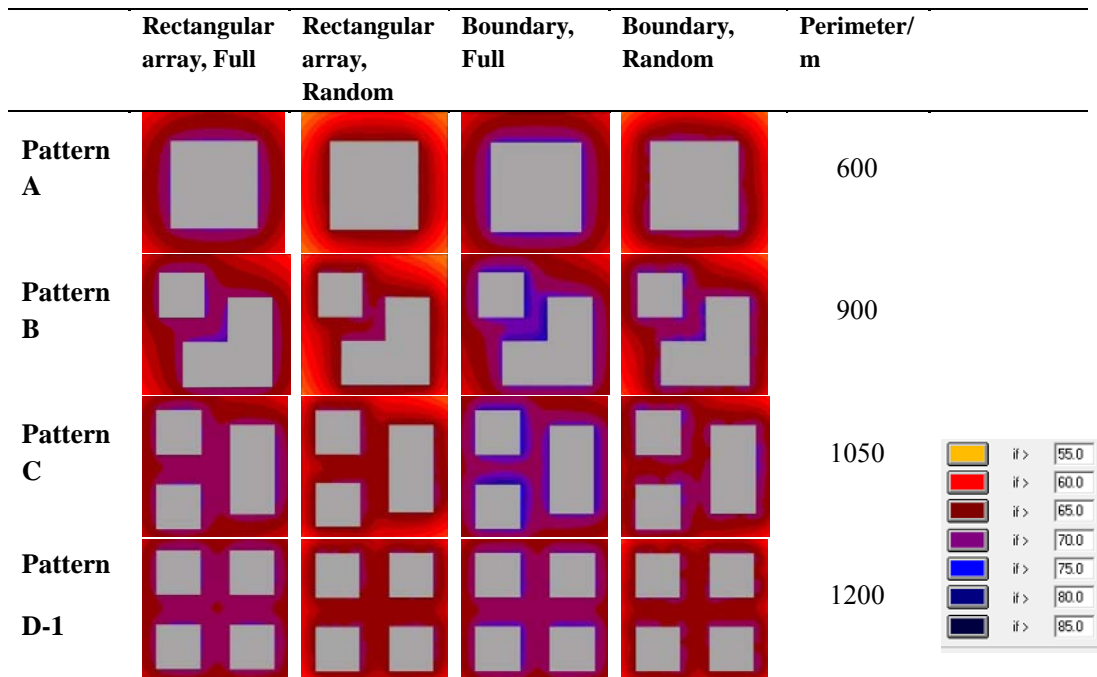 Rectangular Rectangular Boundary, Boundary, Perimeter/
array, Full array, Full Random m
Random
Pattern
A
600
Pattern
B
900
Pattern
C
1050
Pattern
D-1
1200
if > 55.0
if > 60.0
if > 65.0
if > 70.0
if > 75.0
if > 80.0
if > 85.0